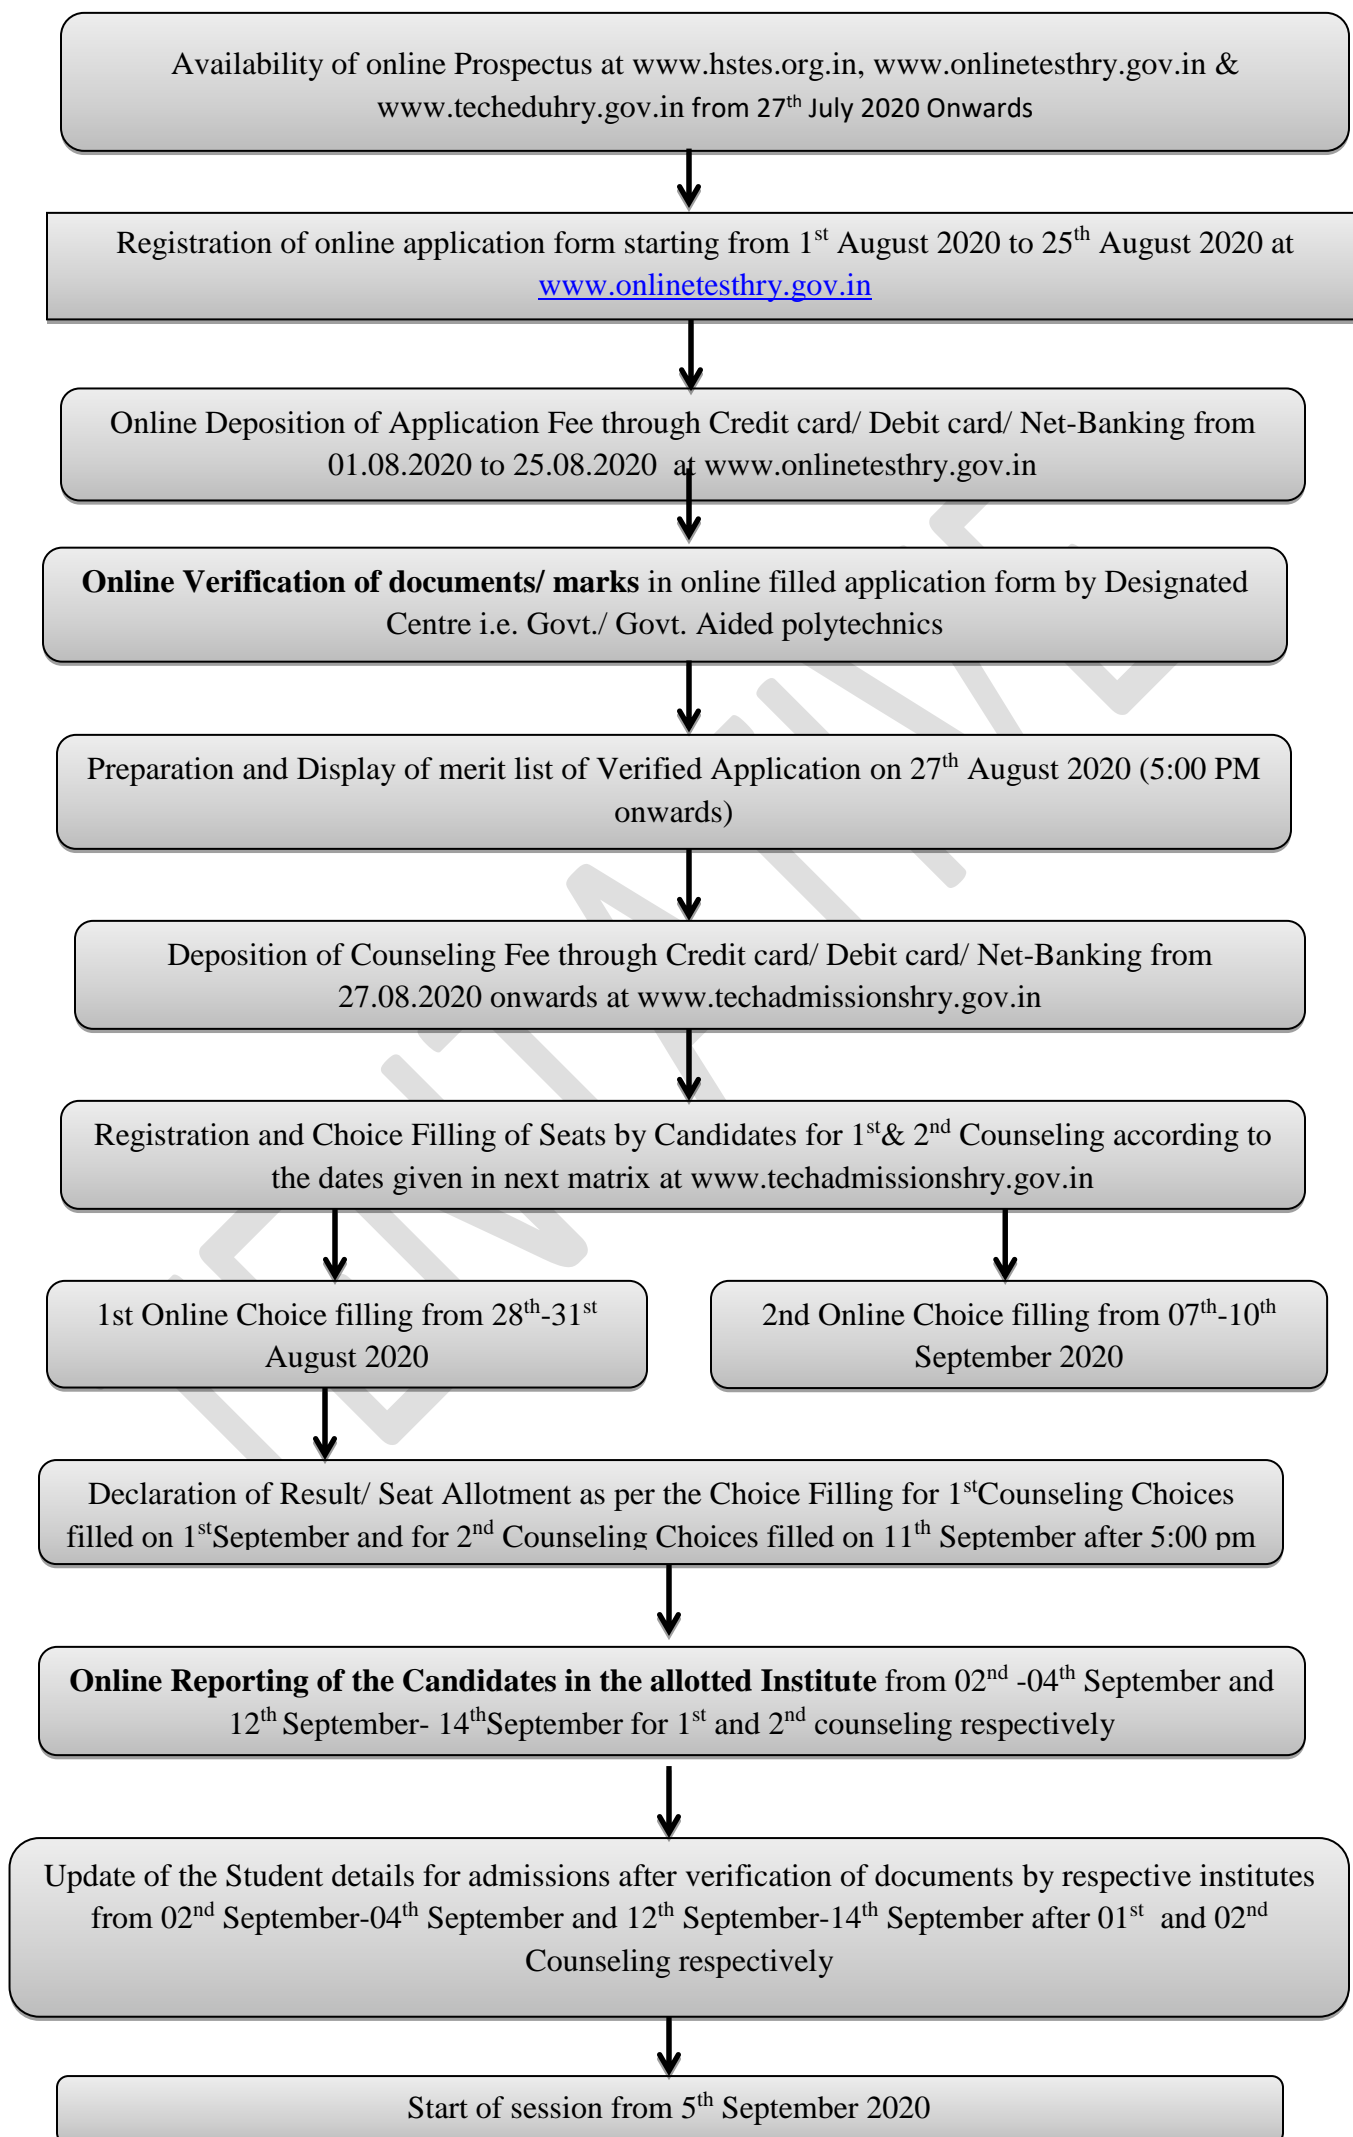 Availability of online Prospectus at www.hstes.org.in, www.onlinetesthry.gov.in &
www.techeduhry.gov.in from 27th July 2020 Onwards
Registration of online application form starting from 1st August 2020 to 25th August 2020 at
www.onlinetesthry.gov.in
Online Deposition of Application Fee through Credit card/ Debit card/ Net-Banking from
01.08.2020 to 25.08.2020 at www.onlinetesthry.gov.in
Online Verification of documents/ marks in online filled application form by Designated
Centre i.e. Govt./ Govt. Aided polytechnics
Preparation and Display of merit list of Verified Application on 27th August 2020 (5:00 PM
onwards)
Deposition of Counseling Fee through Credit card/ Debit card/ Net-Banking from
27.08.2020 onwards at www.techadmissionshry.gov.in
Registration and Choice Filling of Seats by Candidates for 1st& 2nd Counseling according to
the dates given in next matrix at www.techadmissionshry.gov.in
1st Online Choice filling from 28th-31st
August 2020
2nd Online Choice filling from 07th-10th
September 2020
Declaration of Result/ Seat Allotment as per the Choice Filling for 1stCounseling Choices
filled on 1stSeptember and for 2nd Counseling Choices filled on 11th September after 5:00 pm
Online Reporting of the Candidates in the allotted Institute from 02nd -04th September and
12th September- 14thSeptember for 1st and 2nd counseling respectively
Update of the Student details for admissions after verification of documents by respective institutes
from 02nd September-04th September and 12th September-14th September after 01st and 02nd
Counseling respectively
Start of session from 5th September 2020
TENTATIVE